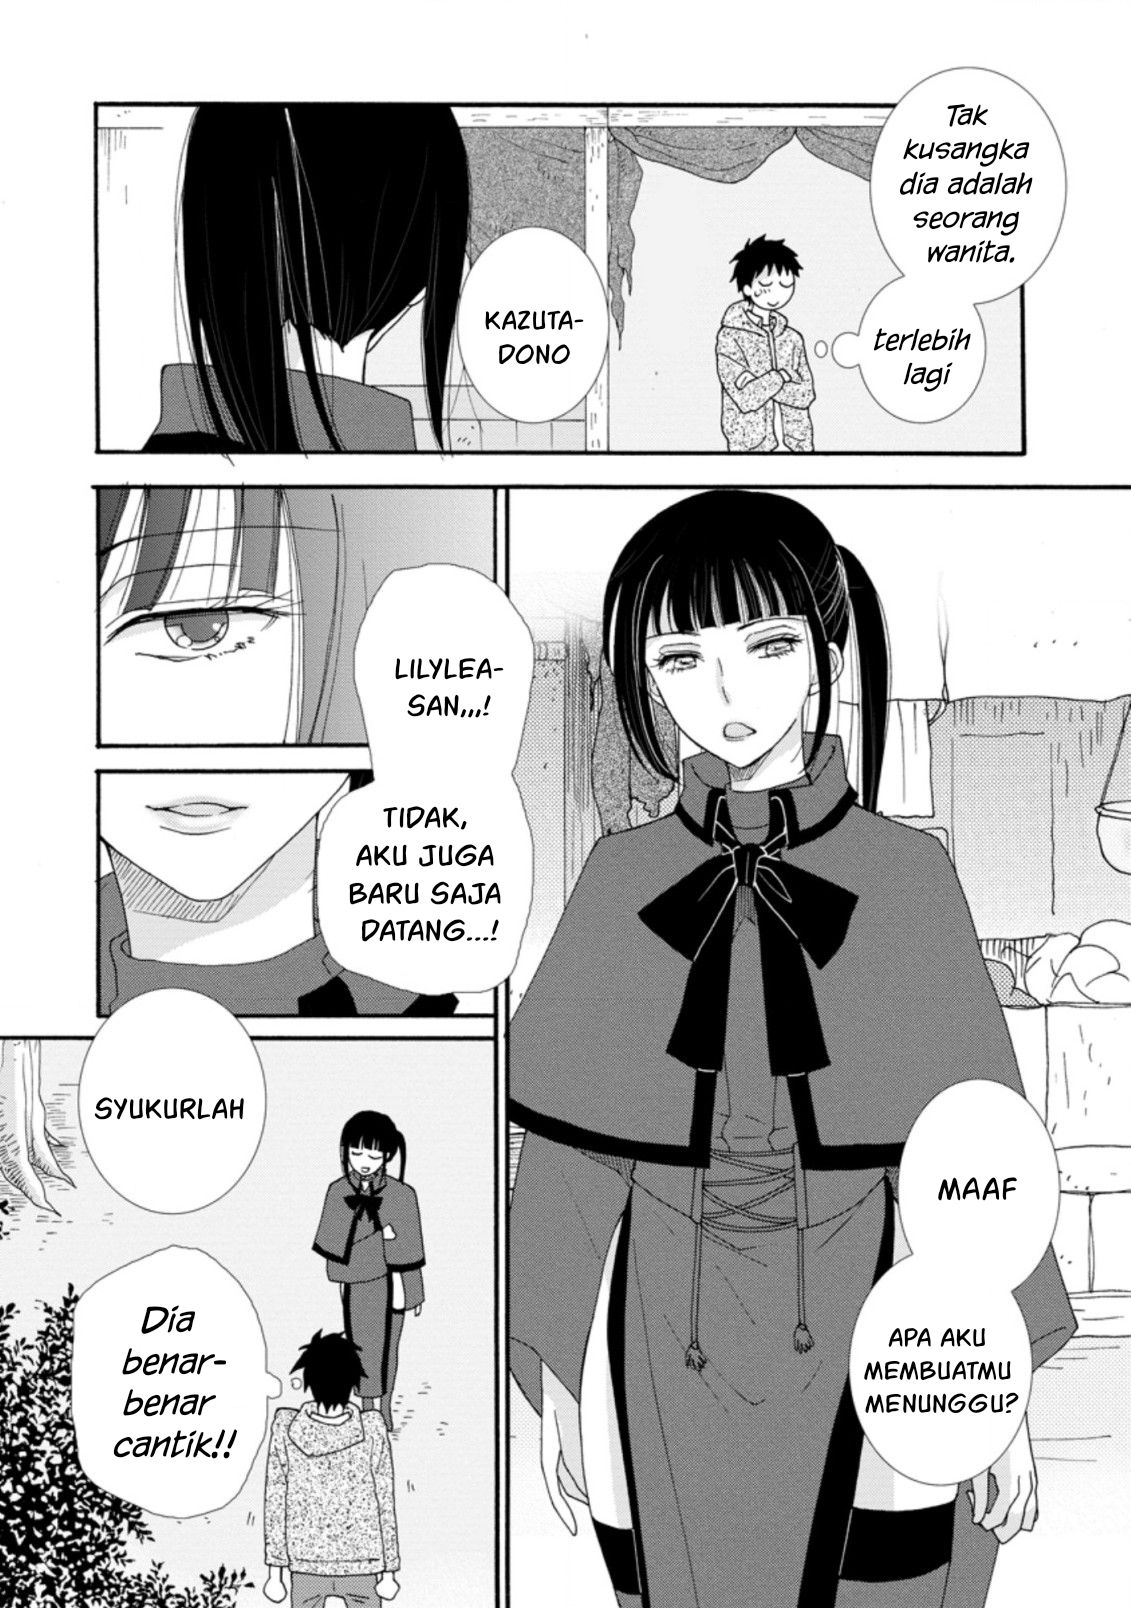 Tak
kusangka
dia adalah
seorang
wanita.
terlebih
lagi
KAZUTA-
DONO
MAAF
APA AKU
MEMBUATMU
MENUNGGU?
LILYLEA-
SAN,,,!
TIDAK,
AKU JUGA
BARU SAJA
DATANG...!
SYUKURLAH
Dia
benar-
benar
cantik!!